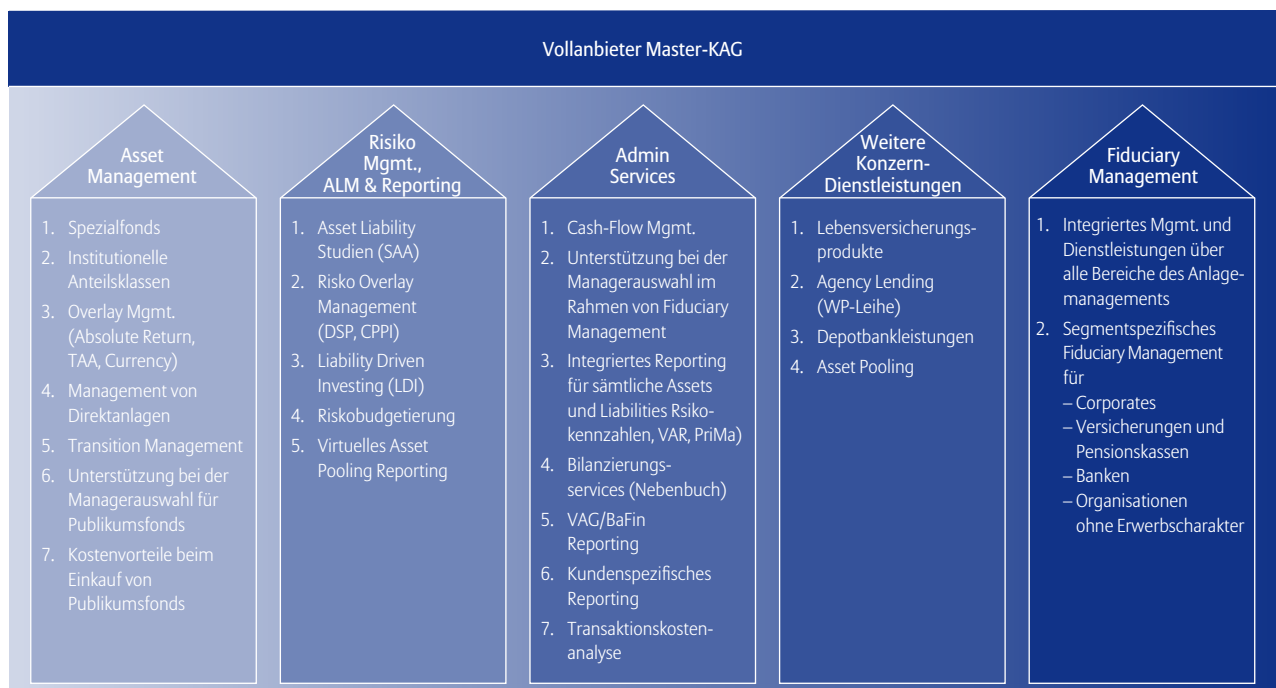 Vollanbieter Master-KAG
Asset
Management
1. Spezialfonds
2. Institutionelle
Anteilsklassen
3. Overlay Mgmt.
(Absolute Return,
TAA, Currency)
4. Management von
Direktanlagen
5. Transition Management
6. Unterstützung bei der
Managerauswahl für
Publikumsfonds
7. Kostenvorteile beim
Einkauf von
Publikumsfonds
Risiko
Mgmt.,
ALM & Reporting
1. Asset Liability
Studien (SAA)
2. Risiko Overlay
Management
(DSP, CPPI)
3. Liability Driven
Investing (LDI)
4. Riskobudgetierung
5. Virtuelles Asset
Pooling Reporting
Admin
Services
1. Cash-Flow Mgmt.
2. Unterstützung bei der
Managerauswahl im
Rahmen von Fiduciary
Management
3. Integriertes Reporting
für sämtliche Assets
und Liabilities Rsiko-
kennzahlen, VAR, PriMa)
4. Bilanzierungs-
services (Nebenbuch)
5. VAG/BaFin
Reporting
6. Kundenspezifisches
Reporting
7. Transaktionskosten-
analyse
Weitere
Konzern-
Dienstleistungen
1. Lebensversicherungs-
produkte
2. Agency Lending
(WP-Leihe)
3. Depotbankleistungen
4. Asset Pooling
Fiduciary
Management
1. Integriertes Mgmt. und
Dienstleistungen über
alle Bereiche des Anlage-
managements
2. Segmentspezifisches
Fiduciary Management
für
– Corporates
– Versicherungen und
Pensionskassen
– Banken
– Organisationen
ohne Erwerbscharakter